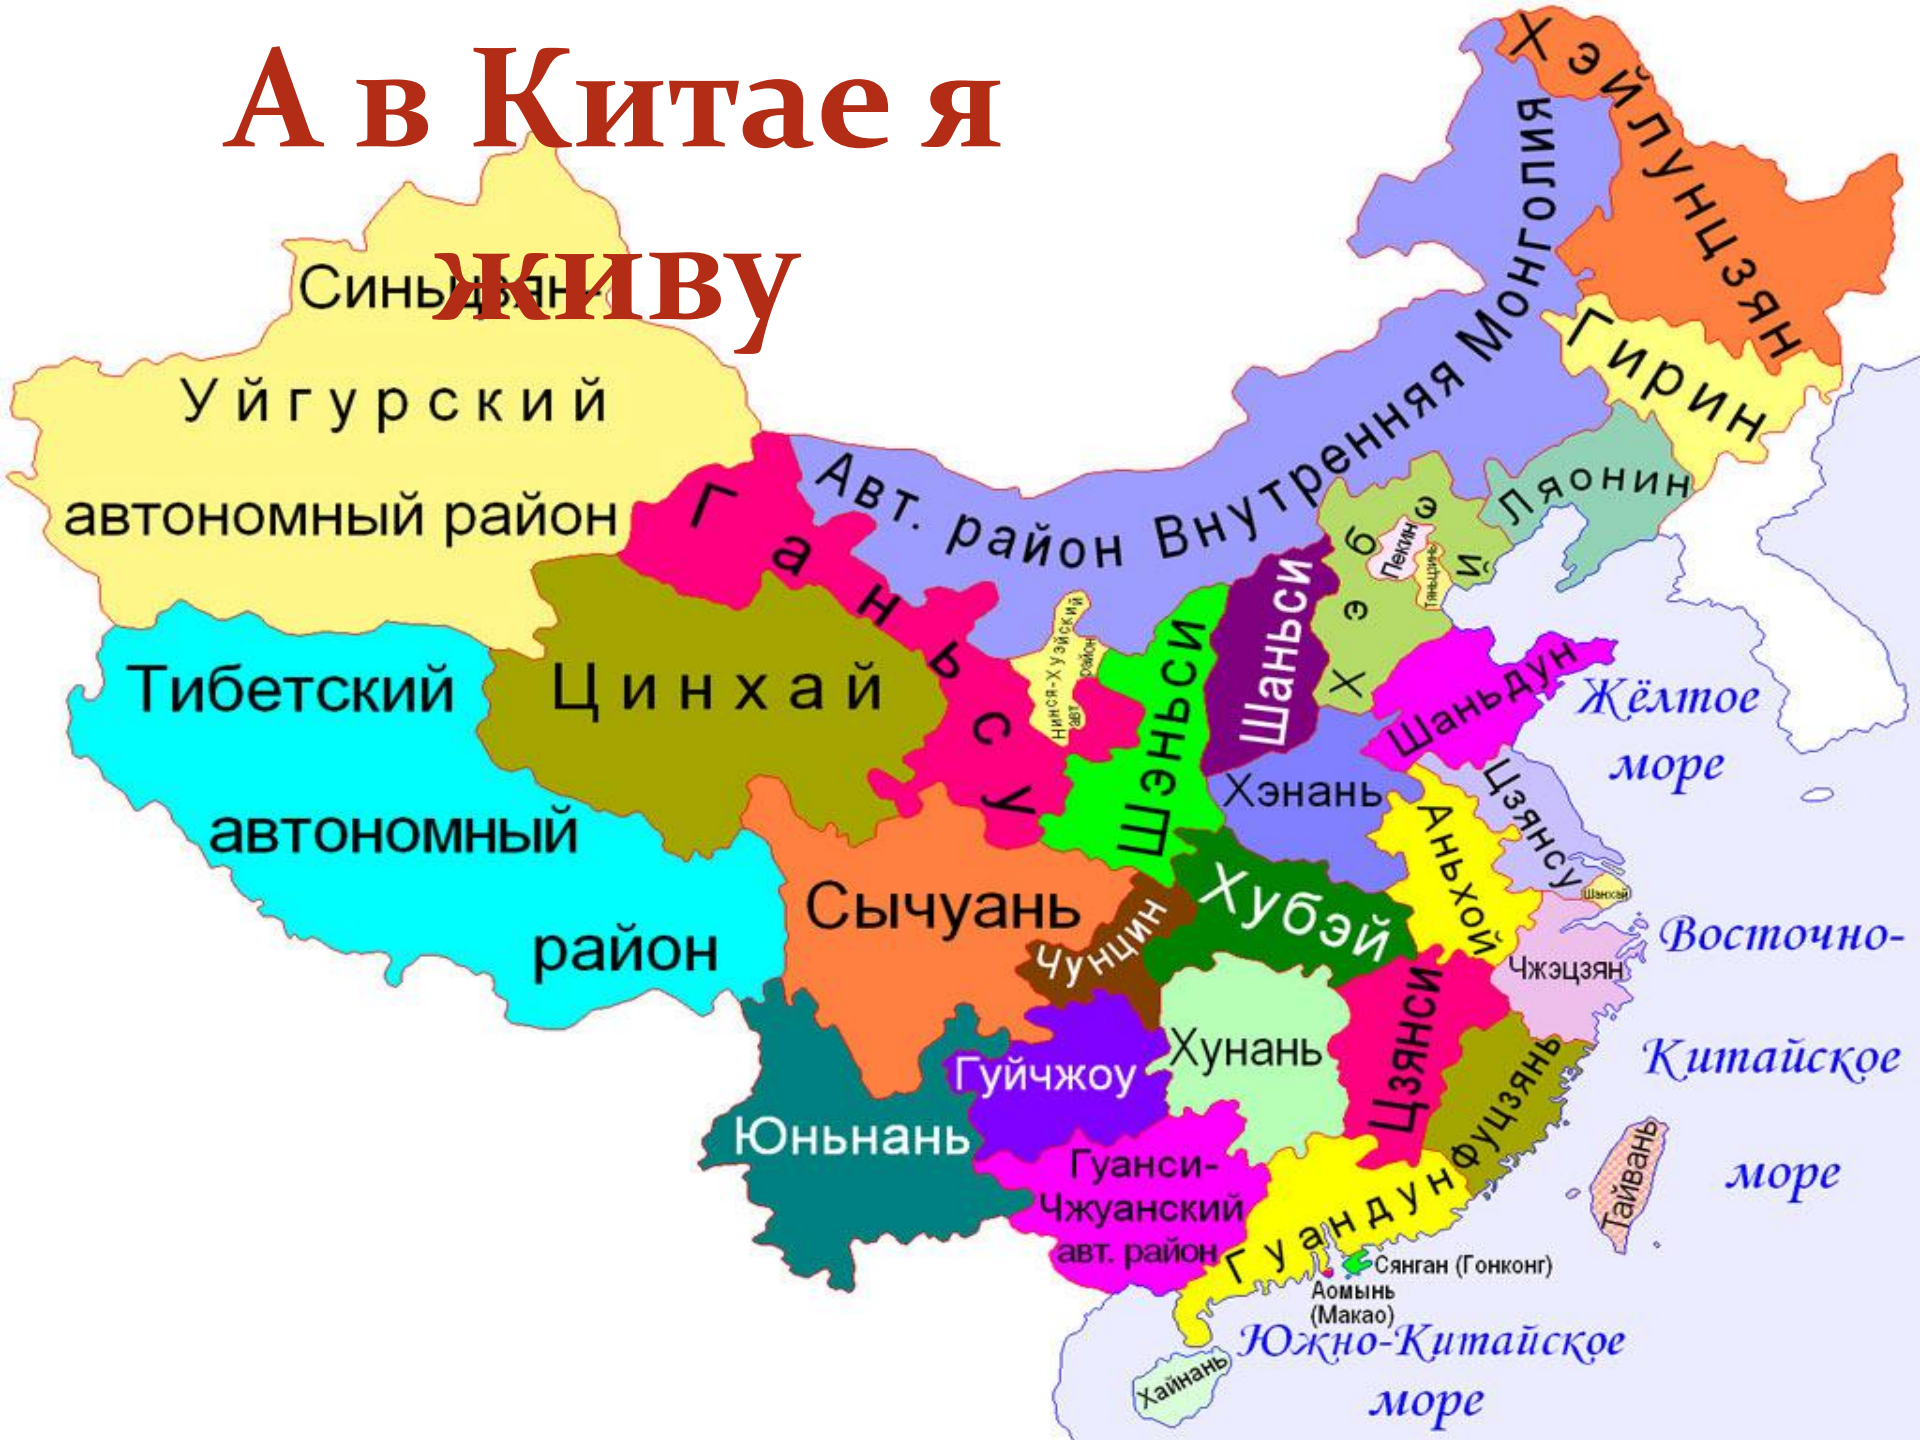 А в Китае я
живу
Синьцзян-
Уйгурский
автономный район
Тибетский
автономный
район
Цинхай
Ганьсу
Авт. район Внутренняя Монголия
Хэйлунцзян
Гирин
Ляонин
Хэбэй
Пекин
Тяньцзинь
Шаньси
Шэньси
Нинся-Хуэйский
авт. район
Шаньдун
Хэнань
Цзянсу
Аньхой
Шанхай
Сычуань
Чунцин
Хубэй
Чжэцзян
Хунань
Цзянси
Фуцзянь
Гуйчжоу
Юньнань
Гуанси-
Чжуанский
авт. район
Гуандун
Тайвань
Сянган (Гонконг)
Аомынь
(Макао)
Хайнань
Жёлтое
море
Восточно-
Китайское
море
Южно-Китайское
море